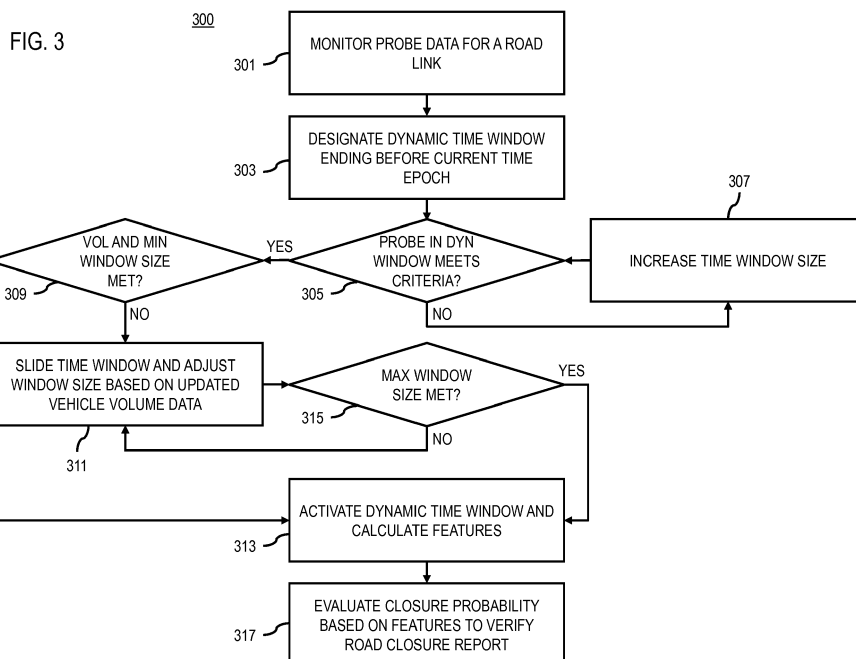 FIG. 3
300
MONITOR PROBE DATA FOR A ROAD
LINK
301
DESIGNATE DYNAMIC TIME WINDOW
ENDING BEFORE CURRENT TIME
EPOCH
303
307
INCREASE TIME WINDOW SIZE
PROBE IN DYN
WINDOW MEETS
CRITERIA?
305
YES
NO
VOL AND MIN
WINDOW SIZE
MET?
309
NO
SLIDE TIME WINDOW AND ADJUST
WINDOW SIZE BASED ON UPDATED
VEHICLE VOLUME DATA
311
MAX WINDOW
SIZE MET?
315
YES
NO
ACTIVATE DYNAMIC TIME WINDOW AND
CALCULATE FEATURES
313
EVALUATE CLOSURE PROBABILITY
BASED ON FEATURES TO VERIFY
ROAD CLOSURE REPORT
317